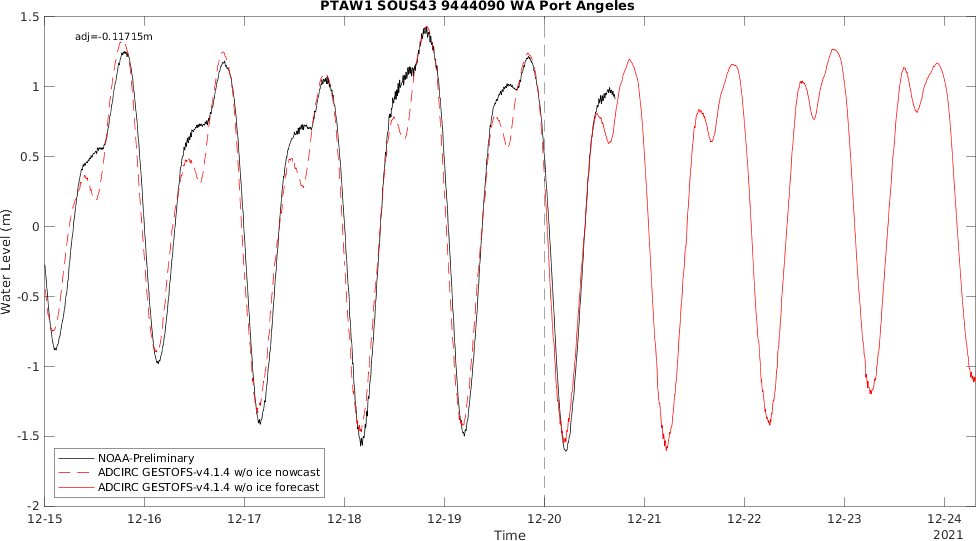 PTAW1 SOUS43 9444090 WA Port Angeles
adj=-0.11715m
1.5
1
0.5
0
-0.5
-1
-1.5
-2
Water Level (m)
NOAA-Preliminary
ADCIRC GESTOFS-v4.1.4 w/o ice nowcast
ADCIRC GESTOFS-v4.1.4 w/o ice forecast
12-15 12-16 12-17 12-18 12-19 12-20 12-21 12-22 12-23 12-24
Time
2021